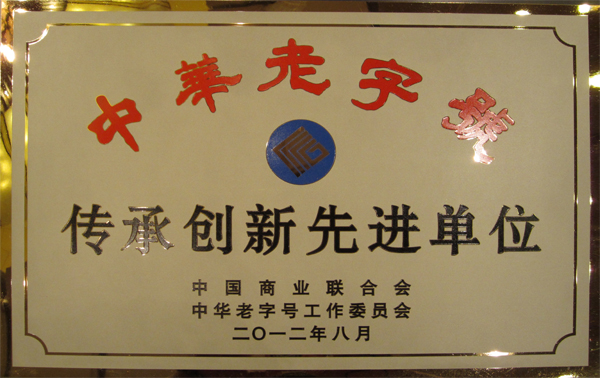 中華老字號
传承创新先进单位
中国商业联合会
中华老字号工作委员会
二〇一二年八月